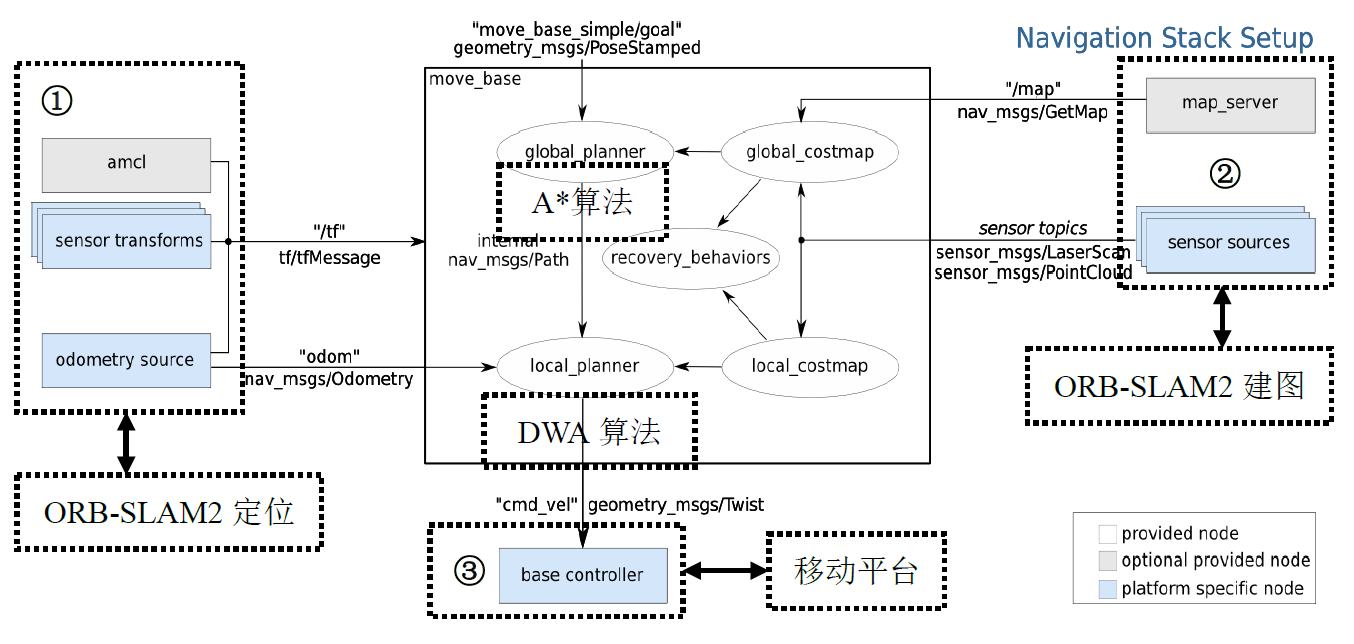 "move_base_simple/goal"
geometry_msgs/PoseStamped
Navigation Stack Setup
move_base
①
amcl
sensor transforms
odometry source
"/tf"
tf/tfMessage
"odom"
nav_msgs/Odometry
ORB-SLAM2 定位
global_planner
A*算法
internal
nav_msgs/Path
global_costmap
recovery_behaviors
local_planner
local_costmap
DWA 算法
"/map"
nav_msgs/GetMap
map_server
②
sensor topics
sensor_msgs/LaserScan
sensor_msgs/PointCloud
sensor sources
ORB-SLAM2 建图
"cmd_vel" geometry_msgs/Twist
③
base controller
移动平台
provided node
optional provided node
platform specific node